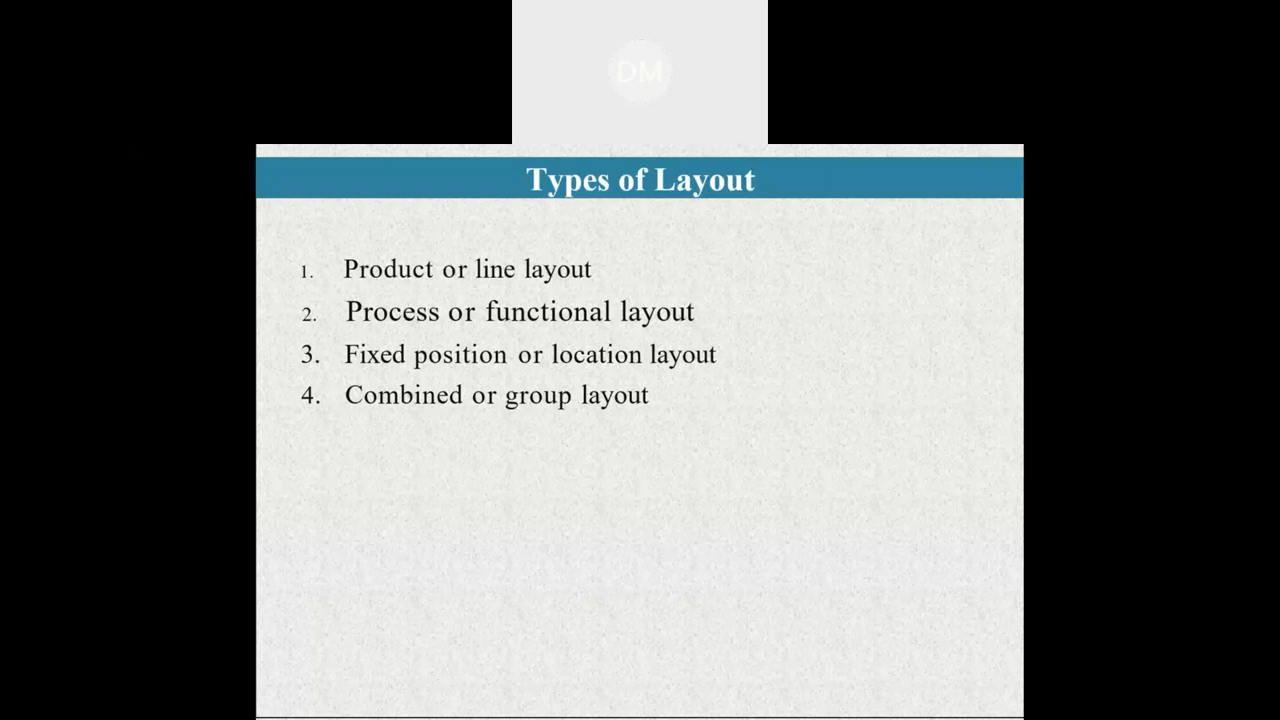 DM
Types of Layout
1. Product or line layout
2. Process or functional layout
3. Fixed position or location layout
4. Combined or group layout